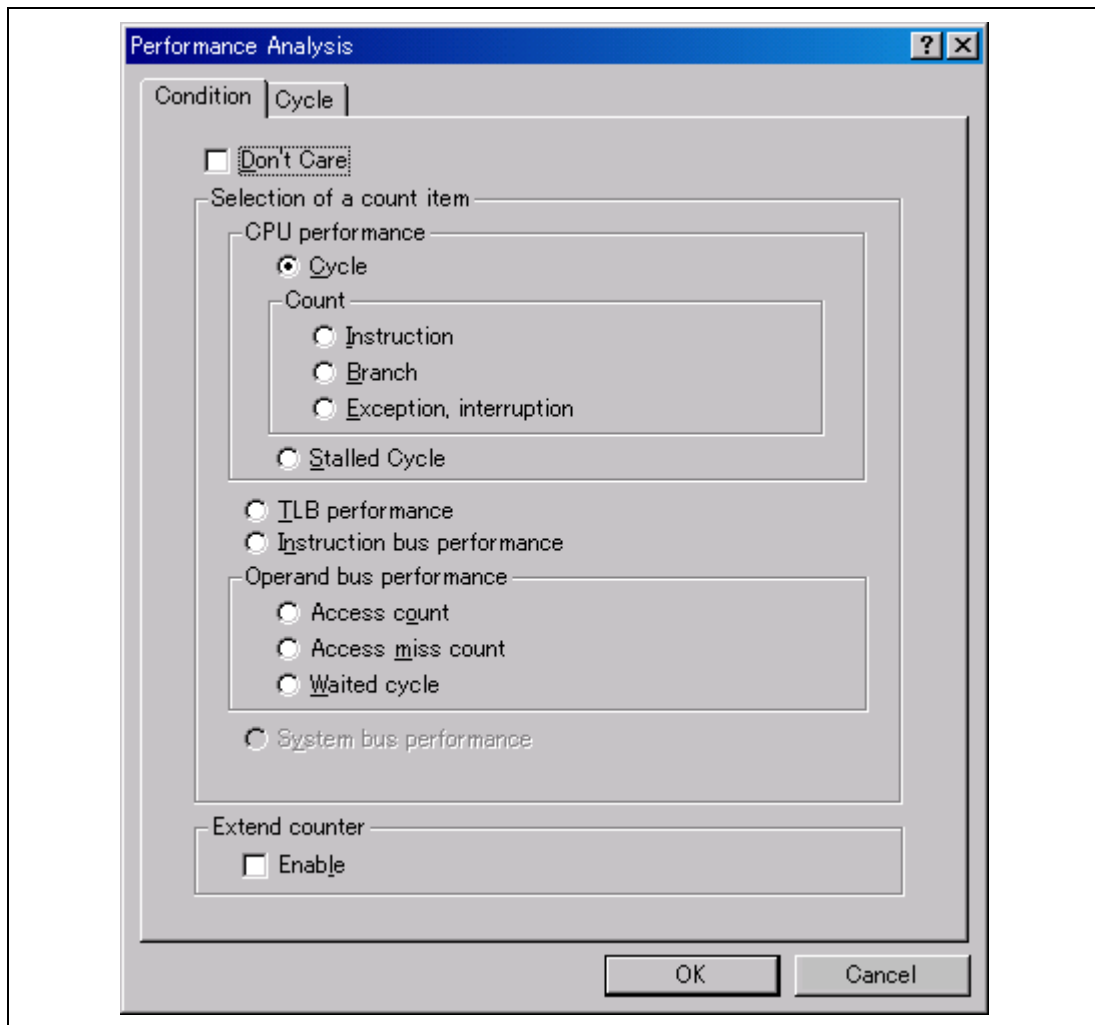 Performance Analysis
Condition
Cycle
Don't Care
Selection of a count item
CPU performance
Cycle
Count
Instruction
Branch
Exception, interruption
Stalled Cycle
TLB performance
Instruction bus performance
Operand bus performance
Access count
Access miss count
Waited cycle
System bus performance
Extend counter
Enable
OK
Cancel